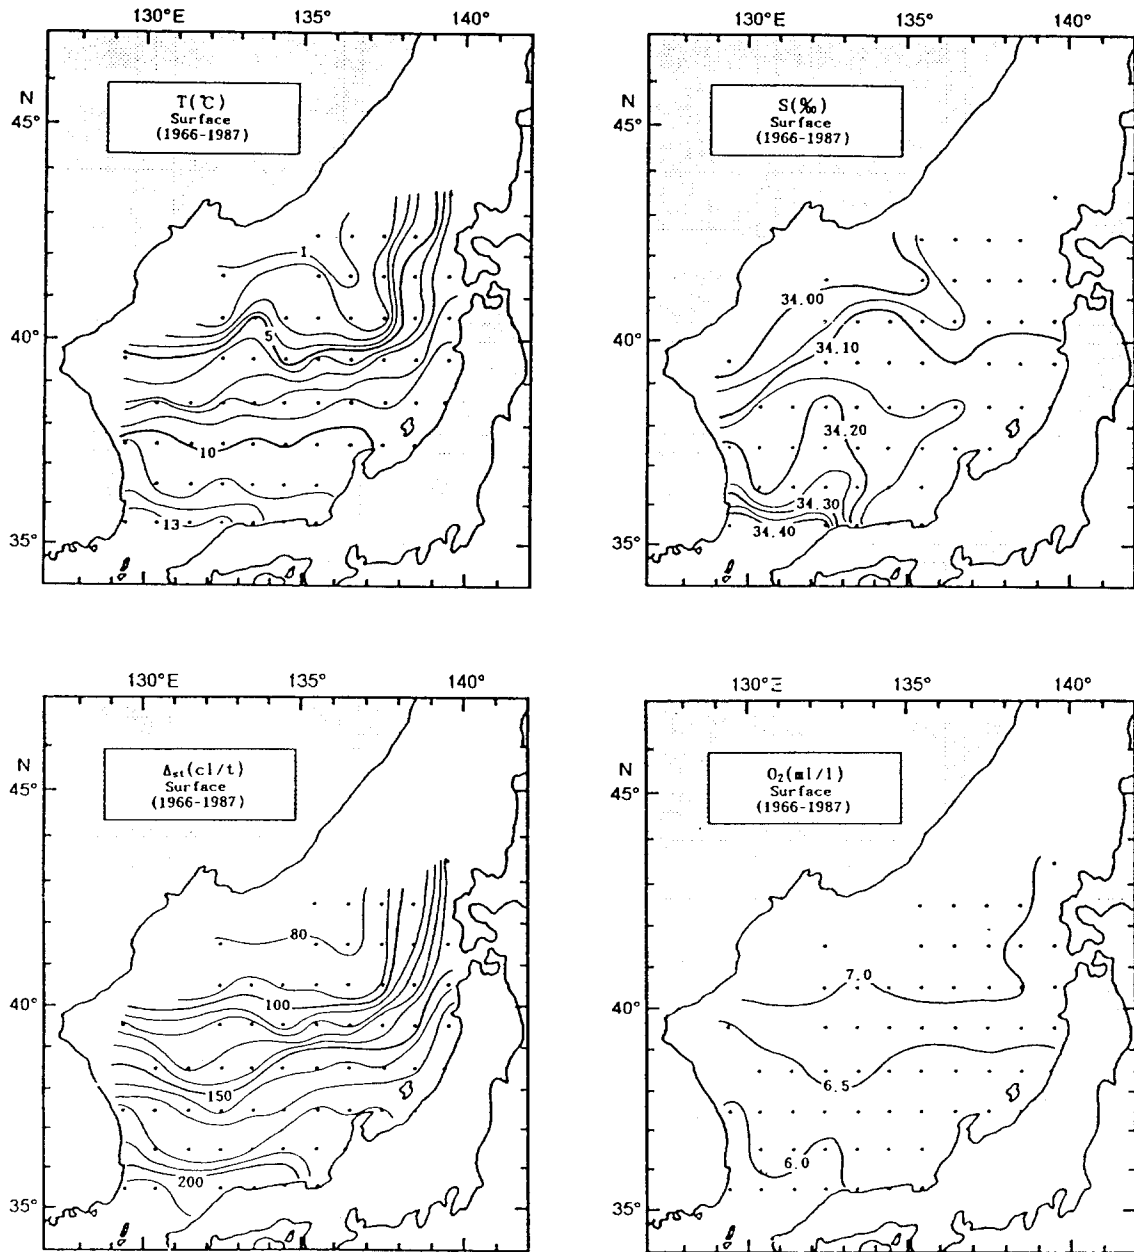 130°E 135° 140°
N
T(℃)
Surface
(1966-1987)
45°
1
5
40°
10
13
35°
130°E 135° 140°
N
S(‰)
Surface
(1966-1987)
45°
34.00
40°
34.10
34.20
34.30
34.40
35°
130°E 135° 140°
N
Δst(cl/t)
Surface
(1966-1987)
45°
80
100
40°
150
200
35°
130°E 135° 140°
N
O₂(ml/l)
Surface
(1966-1987)
45°
7.0
40°
6.5
6.0
35°